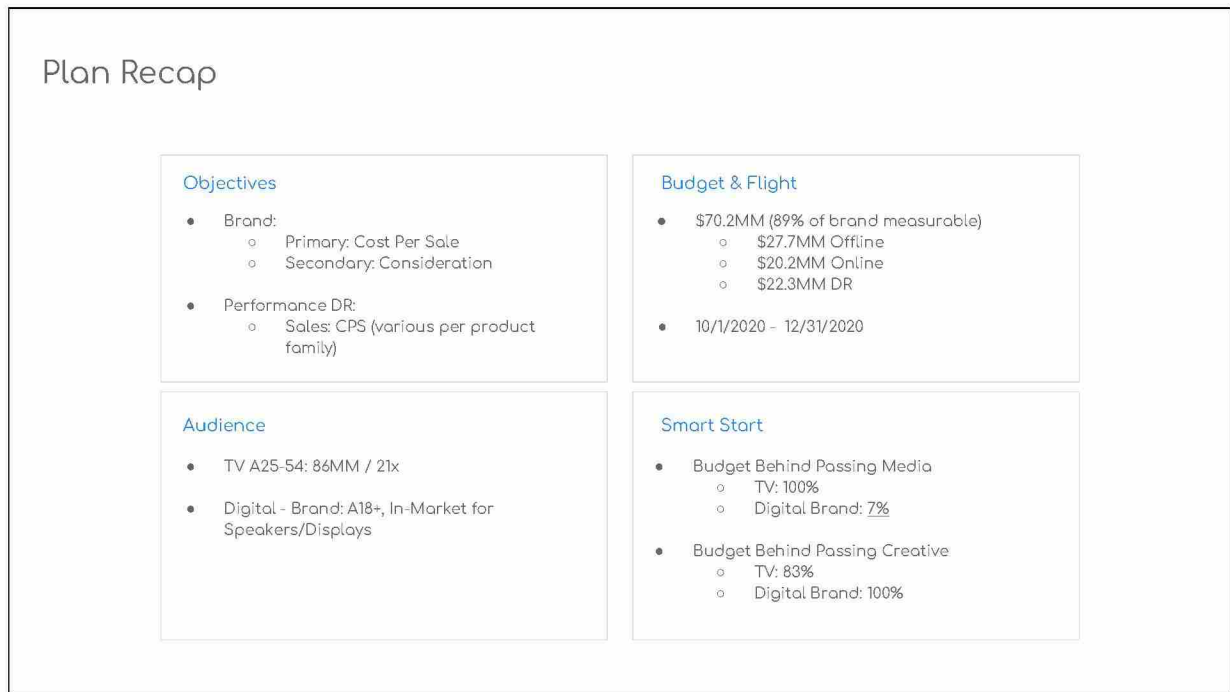 Plan Recap
Objectives
● Brand:
○ Primary: Cost Per Sale
○ Secondary: Consideration
● Performance DR:
○ Sales: CPS (various per product
family)
Budget & Flight
● $70.2MM (89% of brand measurable)
○ $27.7MM Offline
○ $20.2MM Online
○ $22.3MM DR
● 10/1/2020 - 12/31/2020
Audience
● TV A25-54: 86MM / 21x
● Digital - Brand: A18+, In-Market for
Speakers/Displays
Smart Start
● Budget Behind Passing Media
○ TV: 100%
○ Digital Brand: 7%
● Budget Behind Passing Creative
○ TV: 83%
○ Digital Brand: 100%